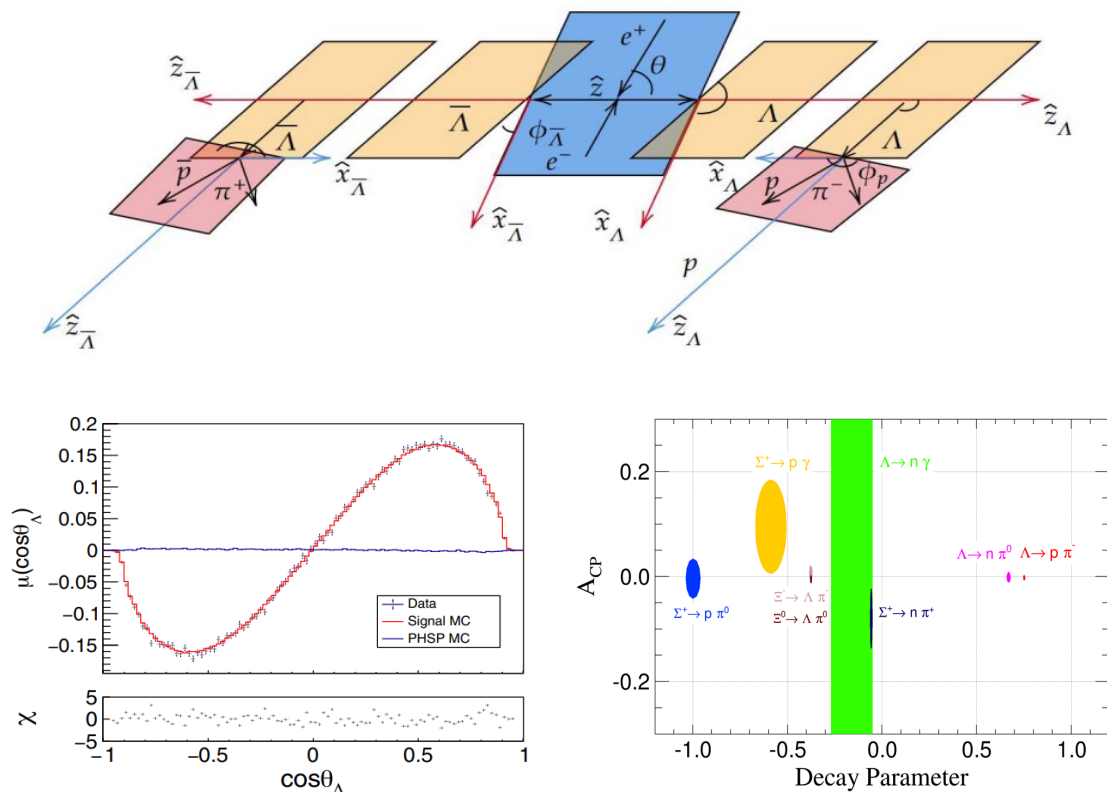 e⁺
ẑ_Λ̅
ẑ
θ
Λ̅
Λ
ẑ_Λ
ϕ_Λ̅
e⁻
Λ̅
p̅
π⁺
x̂_Λ̅
x̂_Λ
p
π⁻
ϕ_p
Λ
x̂_Λ̅
x̂_Λ
p
ẑ_Λ̅
ẑ_Λ
0.2
0.15
0.1
0.05
0
−0.05
−0.1
−0.15
μ(cosθ_Λ)
Data
Signal MC
PHSP MC
5
0
−5
χ
−1 −0.5 0 0.5 1
cosθ_Λ
0.2
0.0
-0.2
A_CP
Σ⁺→ p γ
Λ→ n γ
Λ→ n π⁰
Λ→ p π⁻
Σ⁺→ p π⁰
Ξ⁻→ Λ π⁻
Ξ⁰→ Λ π⁰
Σ⁺→ n π⁺
-1.0 -0.5 0.0 0.5 1.0
Decay Parameter